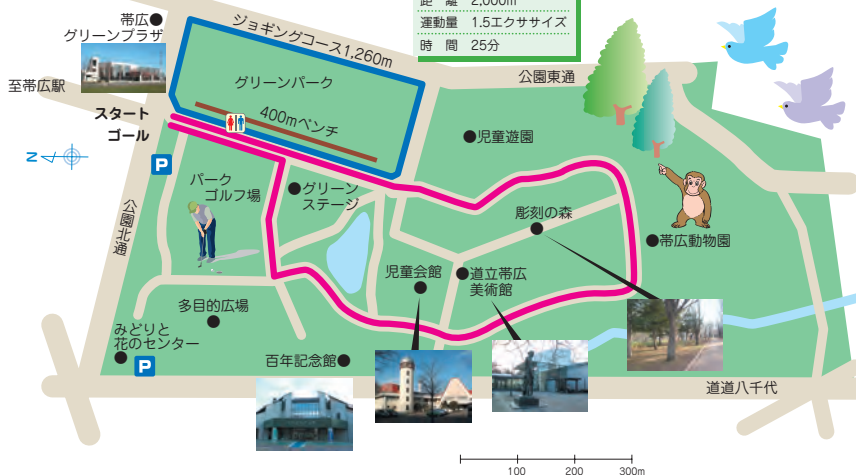 距　離　2,000m
運動量　1.5エクササイズ
時　間　25分
帯広
グリーンプラザ
ジョギングコース1,260m
グリーンパーク
400mベンチ
公園東通
至帯広駅
スタート
ゴール
N
P
公園北通
パーク
ゴルフ場
グリーン
ステージ
児童遊園
彫刻の森
帯広動物園
児童会館
道立帯広
美術館
多目的広場
みどりと
花のセンター
P
百年記念館
道道八千代
100 200 300m